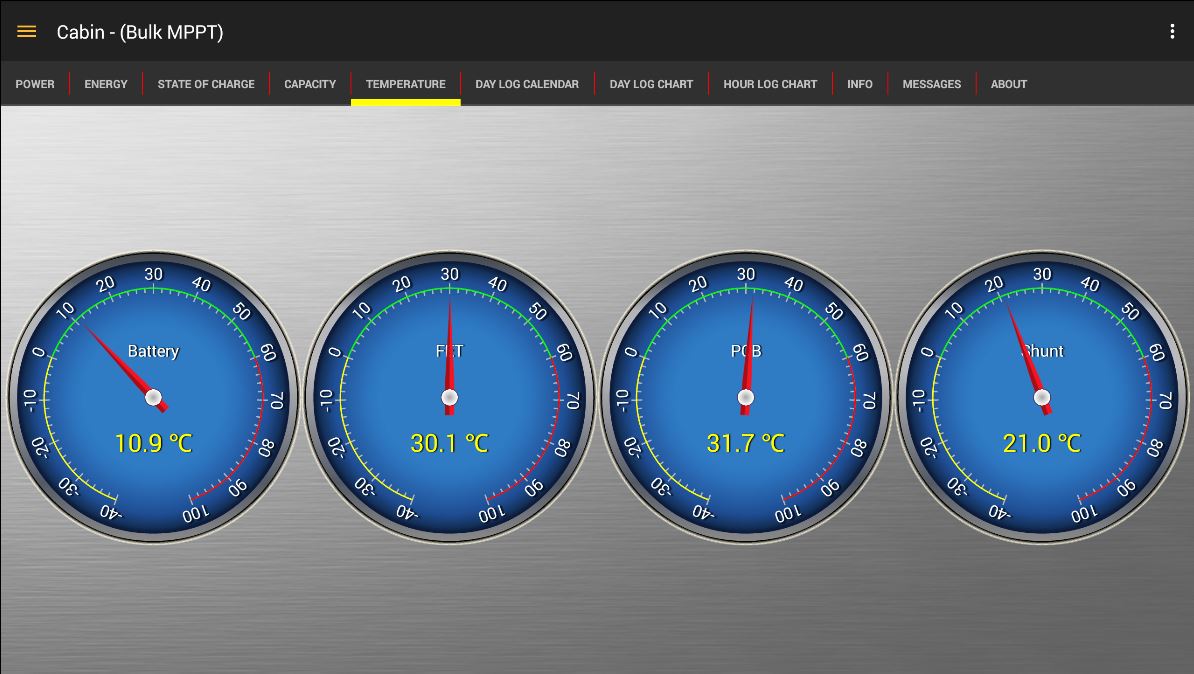 Cabin - (Bulk MPPT)
POWER ENERGY STATE OF CHARGE CAPACITY TEMPERATURE DAY LOG CALENDAR DAY LOG CHART HOUR LOG CHART INFO MESSAGES ABOUT
-40 -30 -20 -10 0 10 20 30 40 50 60 70 80 90 100
Battery
10.9 °C
-40 -30 -20 -10 0 10 20 30 40 50 60 70 80 90 100
FET
30.1 °C
-40 -30 -20 -10 0 10 20 30 40 50 60 70 80 90 100
PCB
31.7 °C
-40 -30 -20 -10 0 10 20 30 40 50 60 70 80 90 100
Shunt
21.0 °C